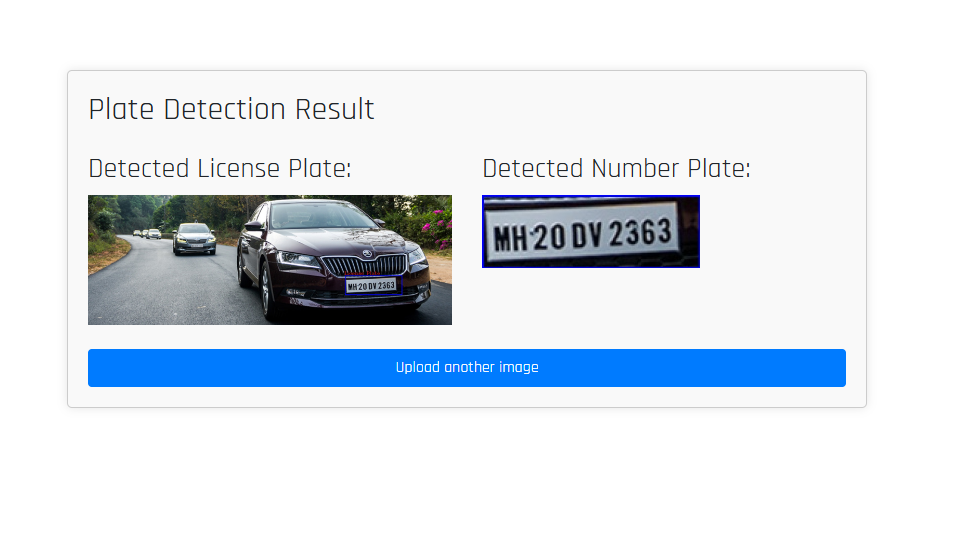 Plate Detection Result
Detected License Plate:
Detected Number Plate:
MH 20 DV 2363
MH 20 DV 2363
Upload another image